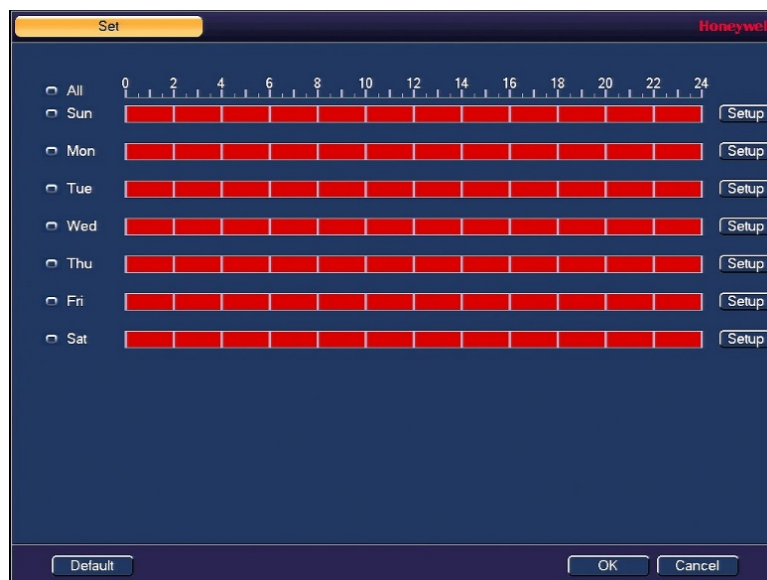 Set
Honeywel
All 0 2 4 6 8 10 12 14 16 18 20 22 24
Sun Setup
Mon Setup
Tue Setup
Wed Setup
Thu Setup
Fri Setup
Sat Setup
Default OK Cancel